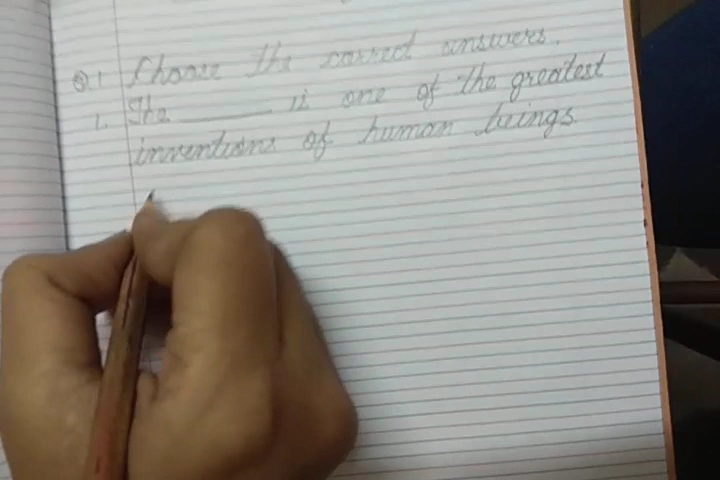 Q.1 Choose the correct answers.
1. The ______ is one of the greatest
inventions of human beings.